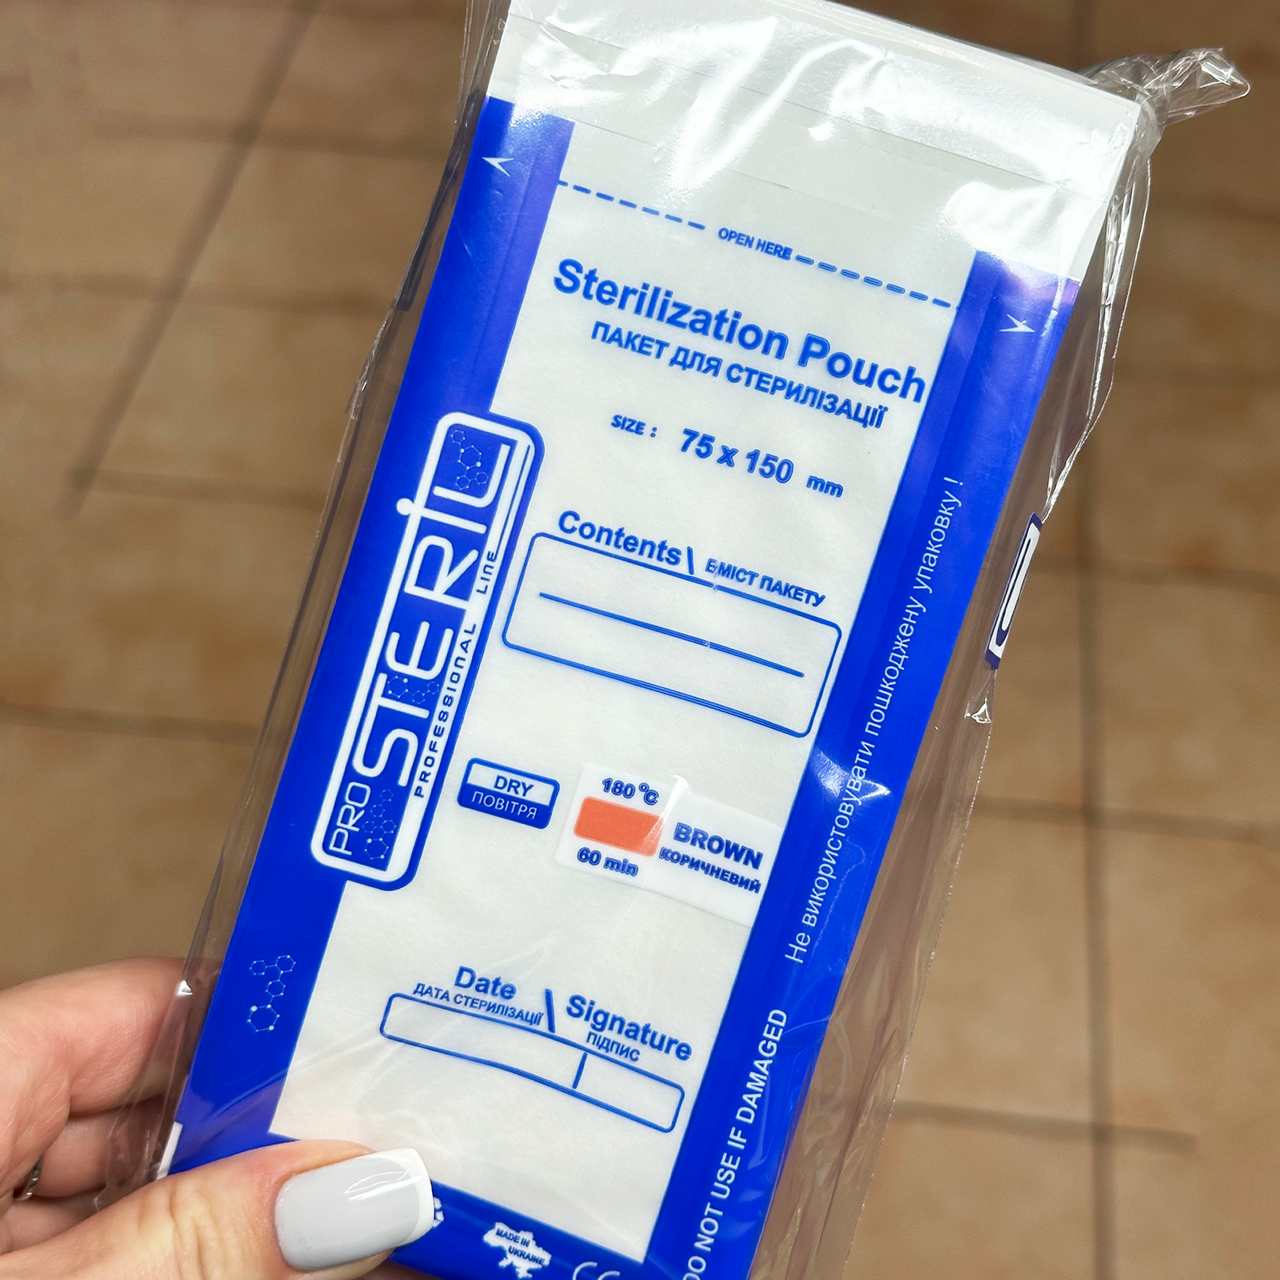 OPEN HERE
Sterilization Pouch
ПАКЕТ ДЛЯ СТЕРИЛІЗАЦІЇ
SIZE : 75 x 150 mm
Contents \ ВМІСТ ПАКЕТУ
PRO STERIL
PROFESSIONAL LINE
DRY
ПОВІТРЯ
180 °C
60 min
BROWN
КОРИЧНЕВИЙ
Date \ Signature
ДАТА СТЕРИЛІЗАЦІЇ
ПІДПИС
DO NOT USE IF DAMAGED
Не використовувати пошкоджену упаковку !
MADE IN
UKRAINE